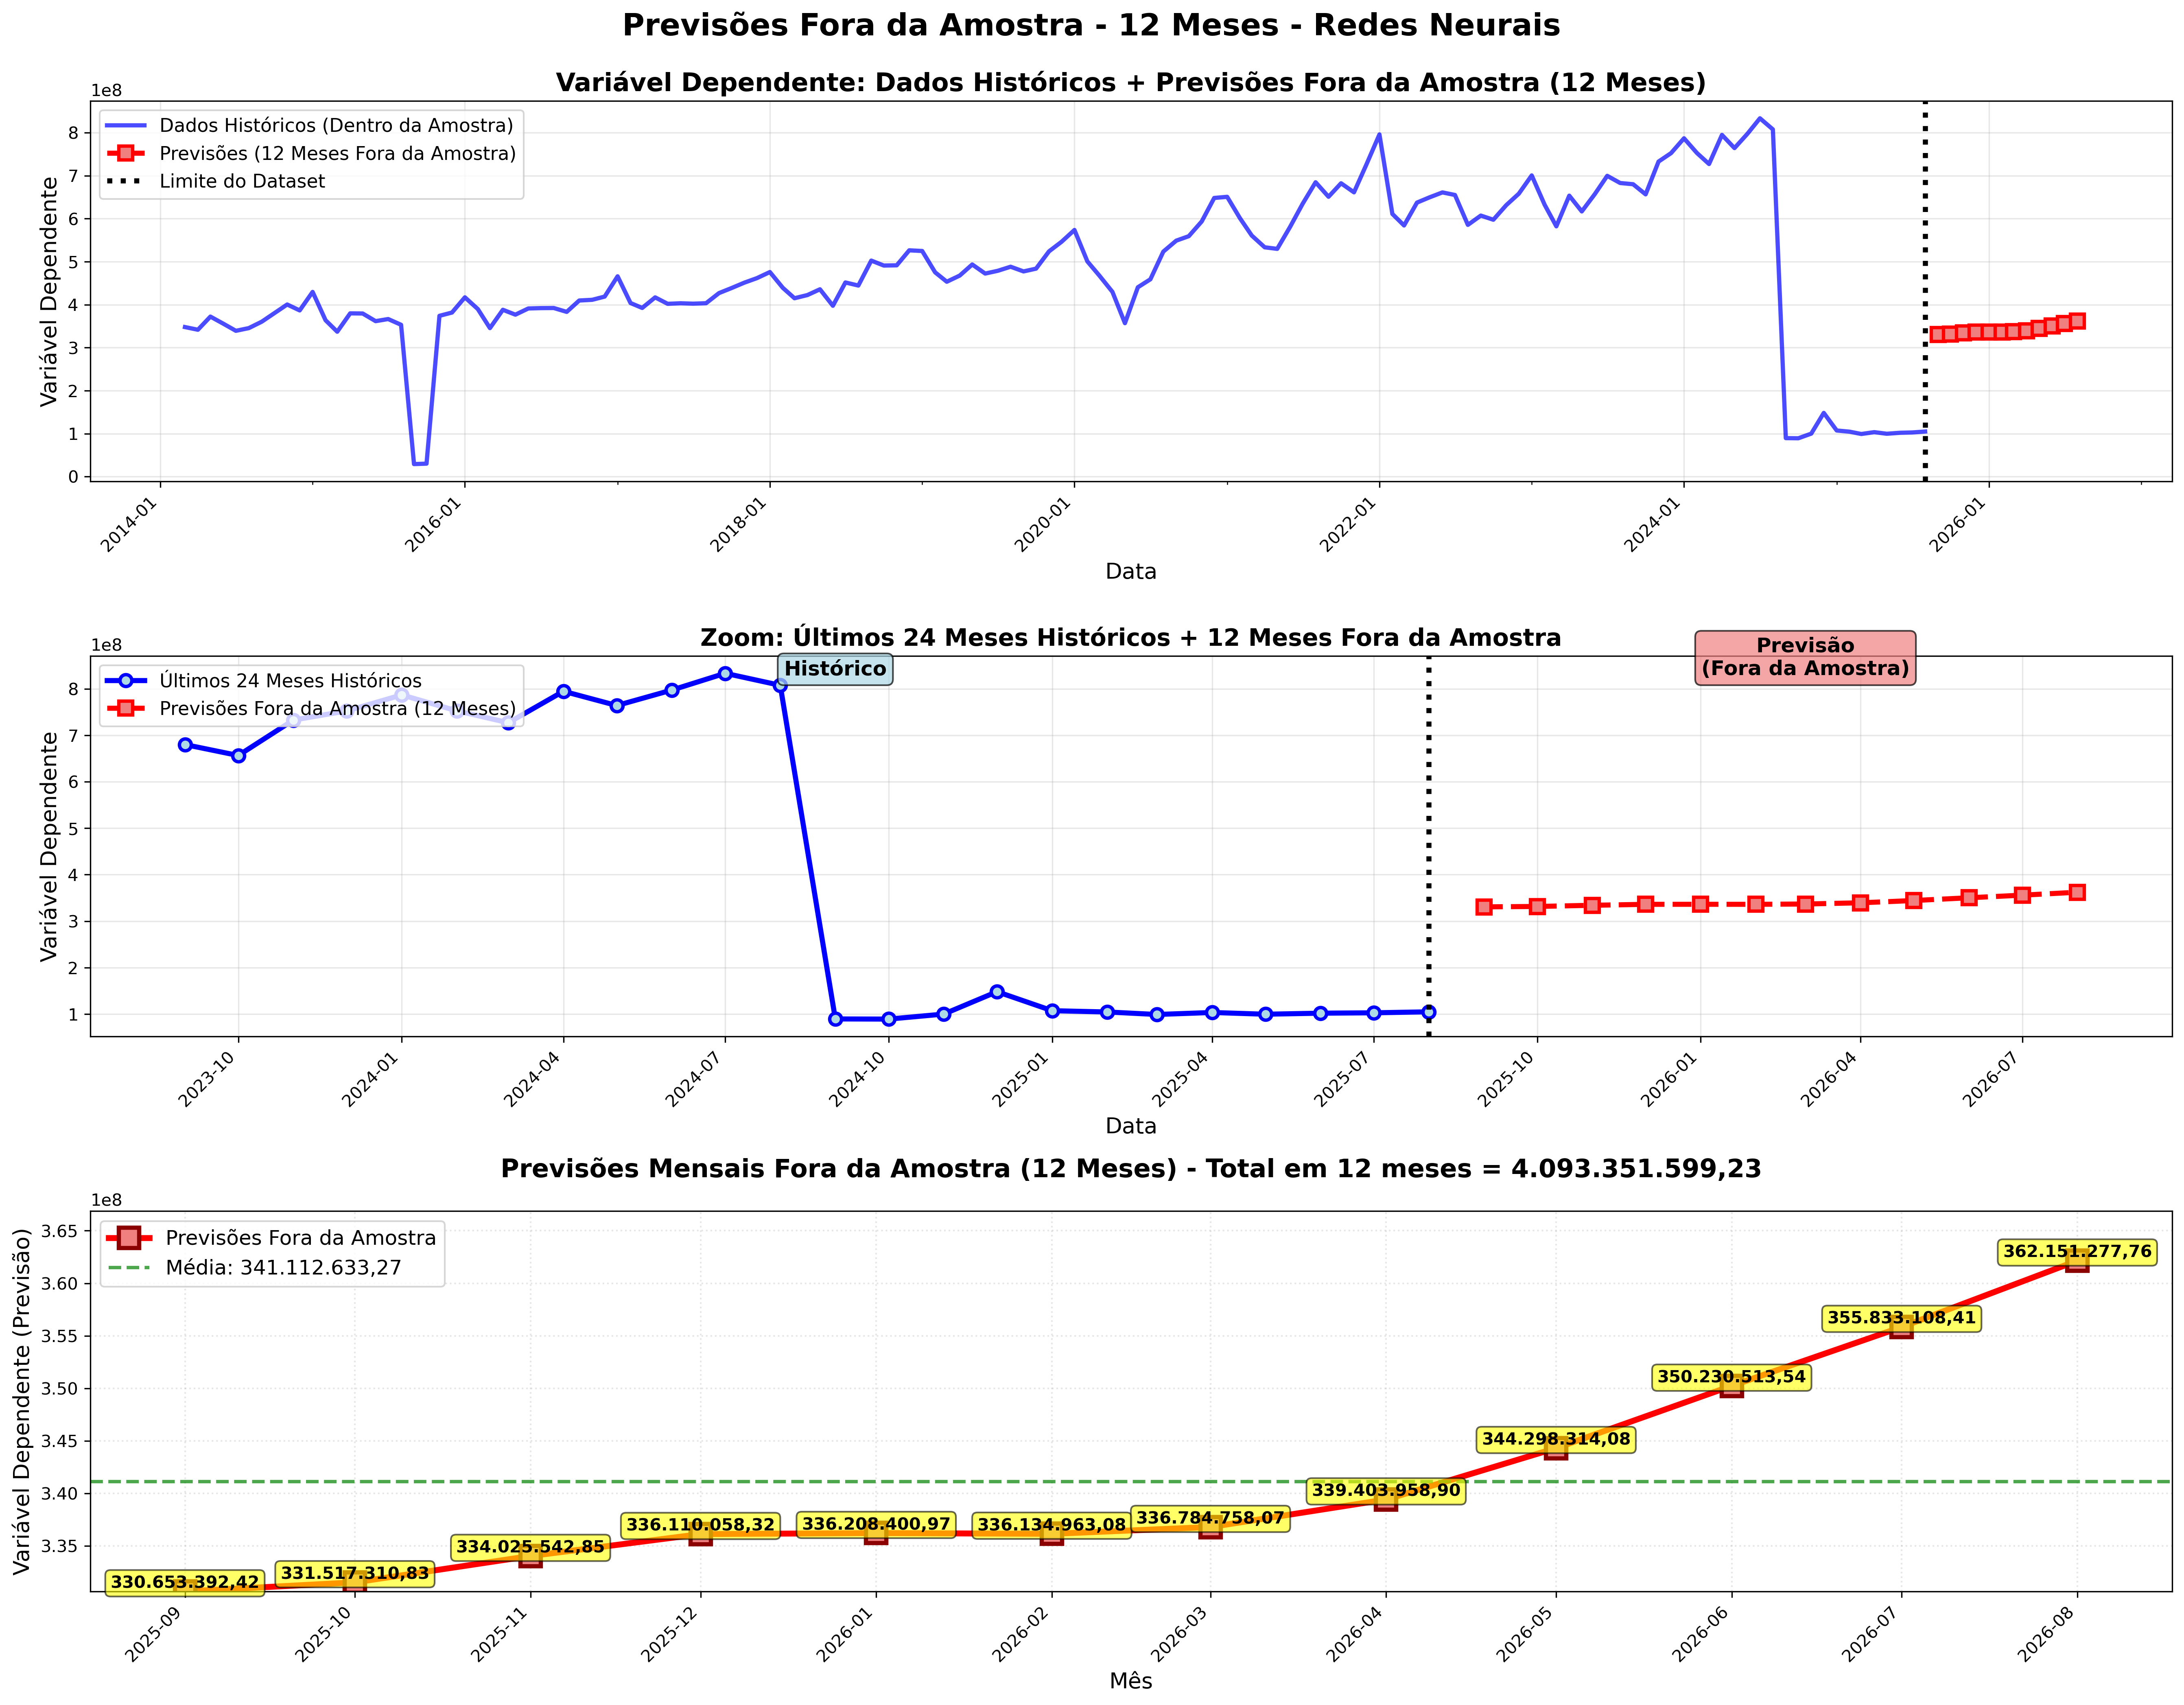 Previsões Fora da Amostra - 12 Meses - Redes Neurais
Variável Dependente: Dados Históricos + Previsões Fora da Amostra (12 Meses)
1e8
Dados Históricos (Dentro da Amostra)
Previsões (12 Meses Fora da Amostra)
Limite do Dataset
Variável Dependente
8
7
6
5
4
3
2
1
0
2014-01
2016-01
2018-01
2020-01
2022-01
2024-01
2026-01
Data
Zoom: Últimos 24 Meses Históricos + 12 Meses Fora da Amostra
1e8
Últimos 24 Meses Históricos
Previsões Fora da Amostra (12 Meses)
Histórico
Previsão
(Fora da Amostra)
Variável Dependente
8
7
6
5
4
3
2
1
2023-10
2024-01
2024-04
2024-07
2024-10
2025-01
2025-04
2025-07
2025-10
2026-01
2026-04
2026-07
Data
Previsões Mensais Fora da Amostra (12 Meses) - Total em 12 meses = 4.093.351.599,23
1e8
Previsões Fora da Amostra
Média: 341.112.633,27
Variável Dependente (Previsão)
3.65
3.60
3.55
3.50
3.45
3.40
3.35
330.653.392,42
331.517.310,83
334.025.542,85
336.110.058,32
336.208.400,97
336.134.963,08
336.784.758,07
339.403.958,90
344.298.314,08
350.230.513,54
355.833.108,41
362.151.277,76
2025-09
2025-10
2025-11
2025-12
2026-01
2026-02
2026-03
2026-04
2026-05
2026-06
2026-07
2026-08
Mês